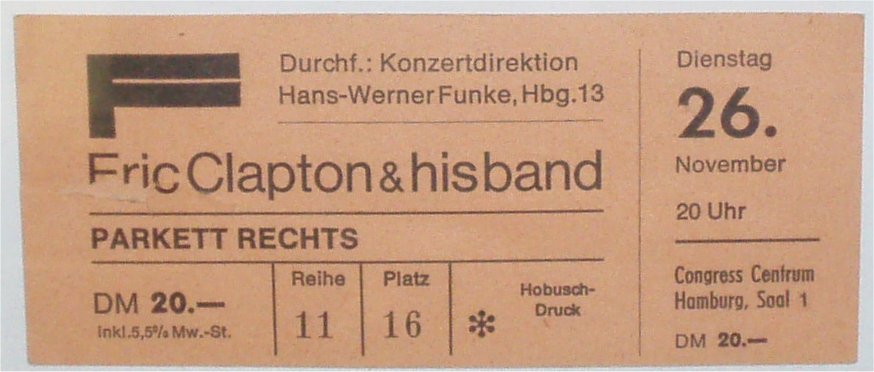 Durchf.: Konzertdirektion
Hans-Werner Funke, Hbg. 13
Eric Clapton & his band
PARKETT RECHTS
DM 20.—
inkl. 5,5% Mw.-St.
Reihe
11
Platz
16
*
Hobusch-
Druck
Dienstag
26.
November
20 Uhr
Congress Centrum
Hamburg, Saal 1
DM 20.—